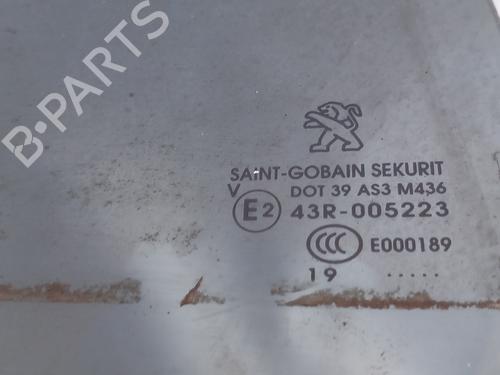 B-PARTS
SAINT-GOBAIN SEKURIT
V DOT 39 AS3 M436
E2 43R-005223
CCC E000189
19 .....